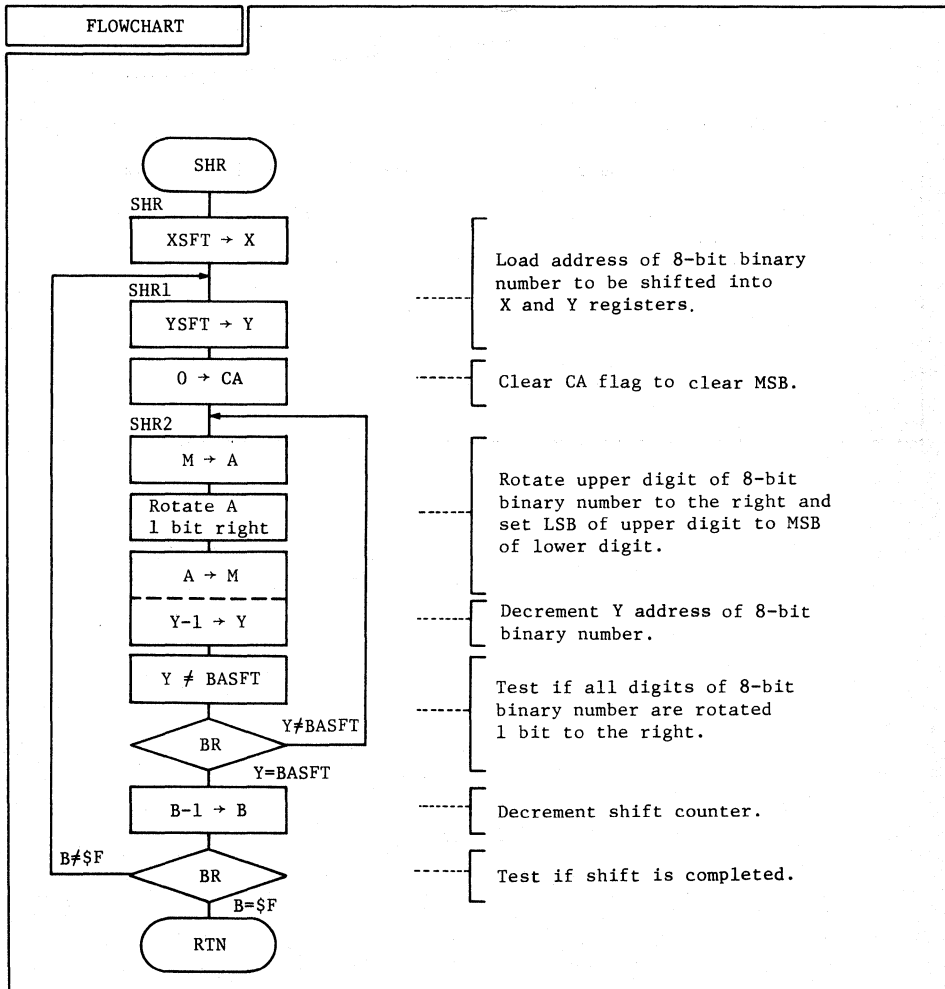 FLOWCHART
SHR
SHR
XSFT → X
Load address of 8-bit binary
number to be shifted into
X and Y registers.
SHR1
YSFT → Y
0 → CA
Clear CA flag to clear MSB.
SHR2
M → A
Rotate A
1 bit right
Rotate upper digit of 8-bit
binary number to the right and
set LSB of upper digit to MSB
of lower digit.
A → M
Y-1 → Y
Decrement Y address of 8-bit
binary number.
Y ≠ BASFT
Test if all digits of 8-bit
binary number are rotated
1 bit to the right.
Y≠BASFT
BR
Y=BASFT
B-1 → B
Decrement shift counter.
B≠$F
BR
Test if shift is completed.
B=$F
RTN